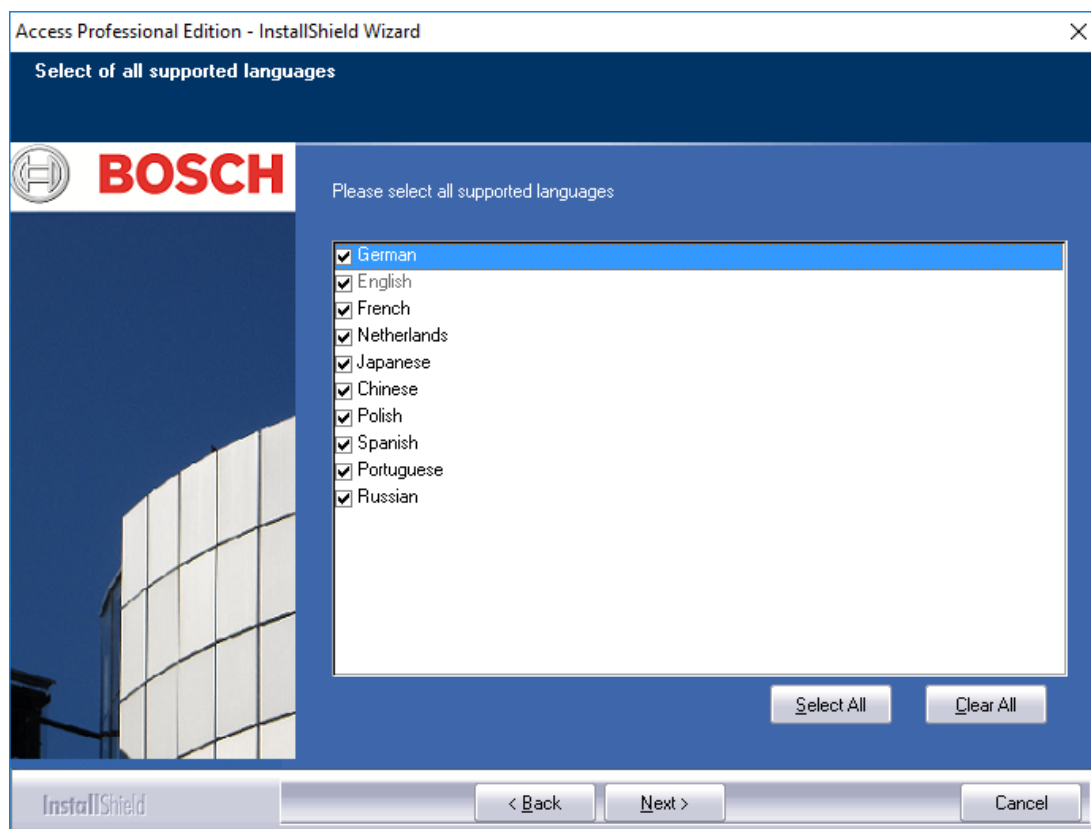 Access Professional Edition - InstallShield Wizard
Select of all supported languages
BOSCH
Please select all supported languages
German
English
French
Netherlands
Japanese
Chinese
Polish
Spanish
Portuguese
Russian
Select All
Clear All
InstallShield
< Back
Next >
Cancel